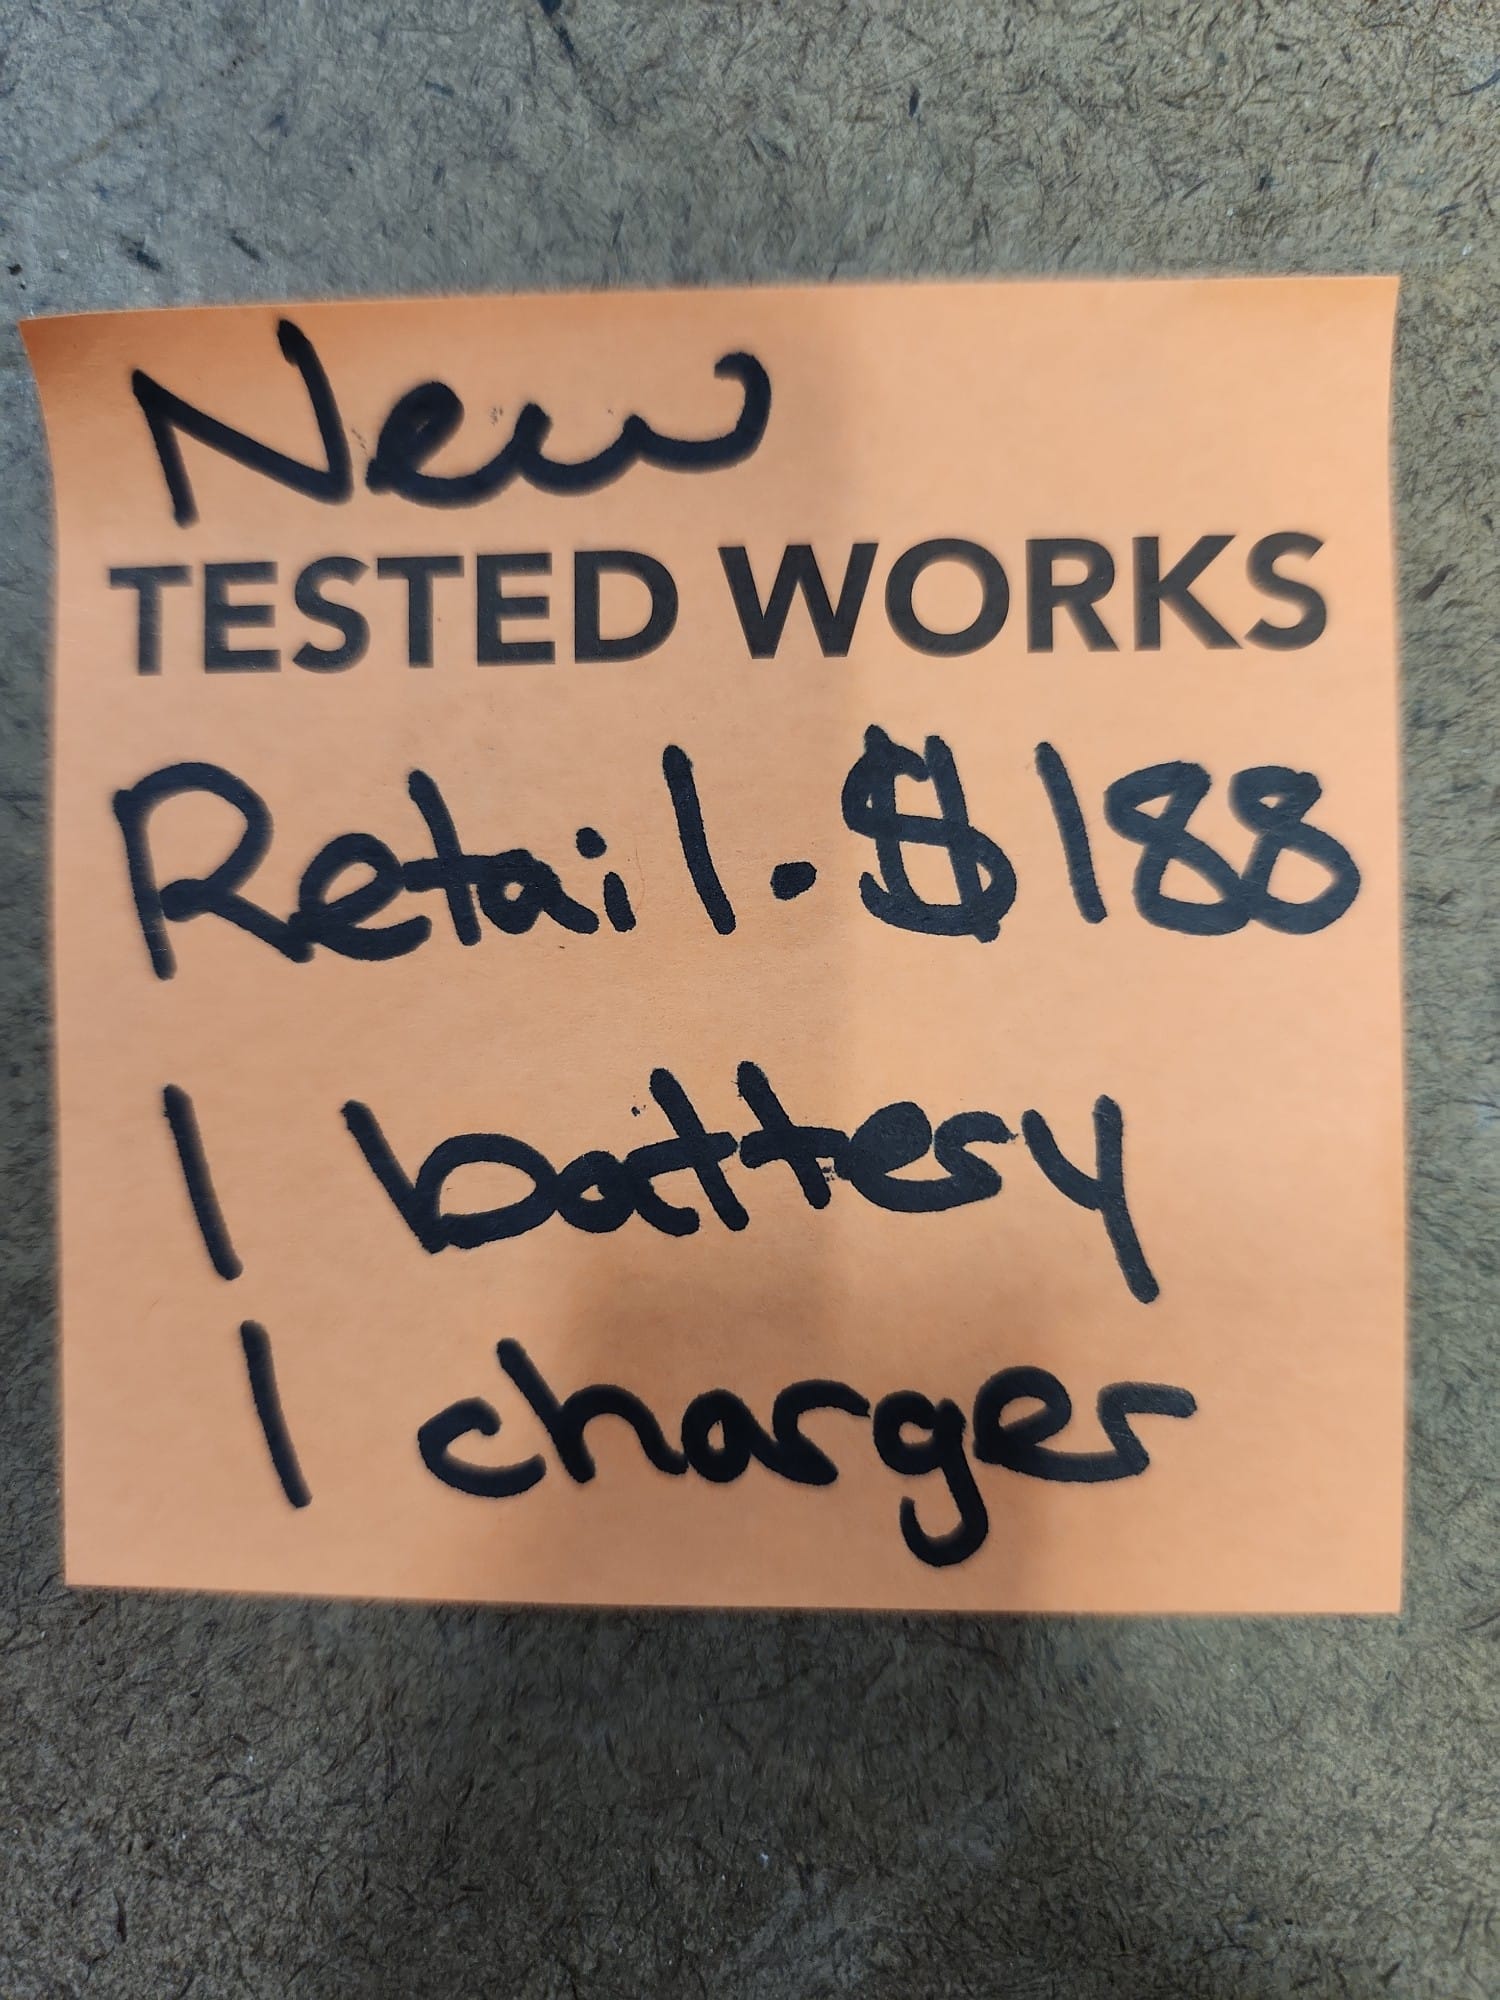 New
TESTED WORKS
Retail. $188
1 battery
1 charger